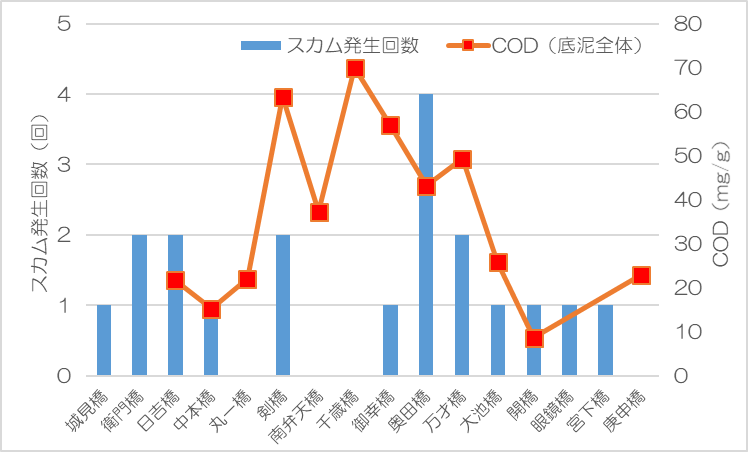 スカム発生回数
COD（底泥全体）
スカム発生回数（回）
5
4
3
2
1
0
COD（mg/g）
80
70
60
50
40
30
20
10
0
城見橋
衛門橋
日吉橋
中本橋
丸一橋
剣橋
南弁天橋
千歳橋
御幸橋
奥田橋
万才橋
大池橋
開橋
眼鏡橋
宮下橋
庚申橋